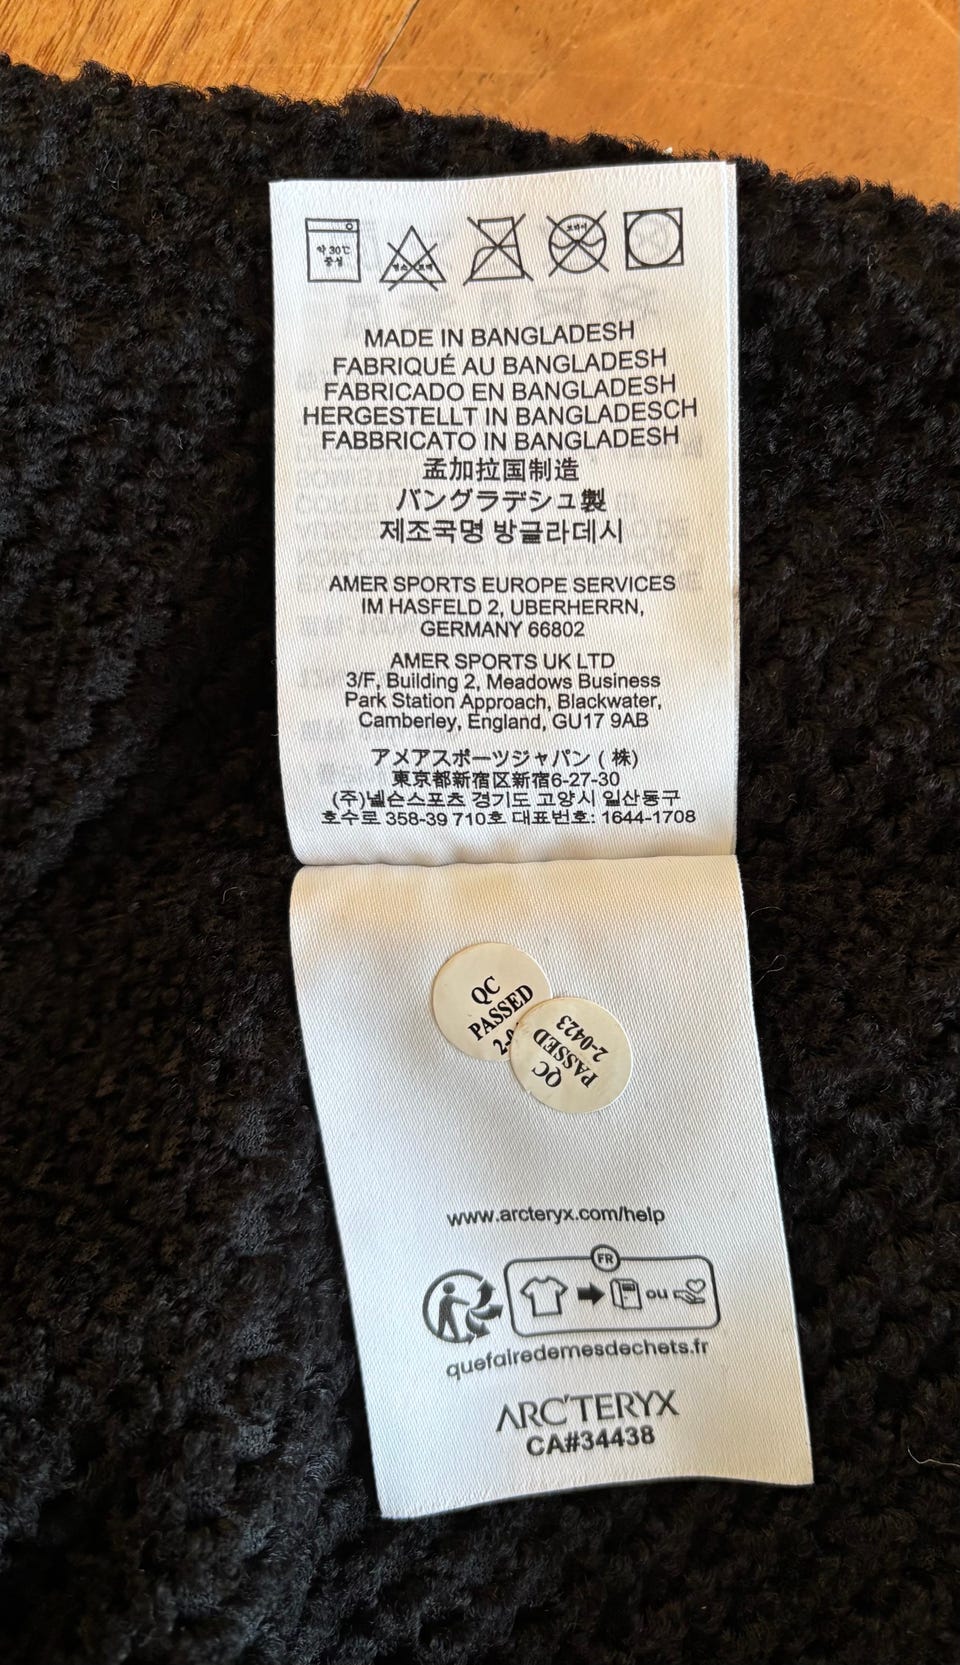 약 30℃
중성
염소 표백
드라이
MADE IN BANGLADESH
FABRIQUÉ AU BANGLADESH
FABRICADO EN BANGLADESH
HERGESTELLT IN BANGLADESCH
FABBRICATO IN BANGLADESH
孟加拉国制造
バングラデシュ製
제조국명 방글라데시
AMER SPORTS EUROPE SERVICES
IM HASFELD 2, UBERHERRN,
GERMANY 66802
AMER SPORTS UK LTD
3/F, Building 2, Meadows Business
Park Station Approach, Blackwater,
Camberley, England, GU17 9AB
アメアスポーツジャパン ( 株)
東京都新宿区新宿6-27-30
(주)넬슨스포츠 경기도 고양시 일산동구
호수로 358-39 710호 대표번호: 1644-1708
QC
PASSED
QC
PASSED
2-0423
www.arcteryx.com/help
FR
ou
quefairedemesdechets.fr
ARC'TERYX
CA#34438